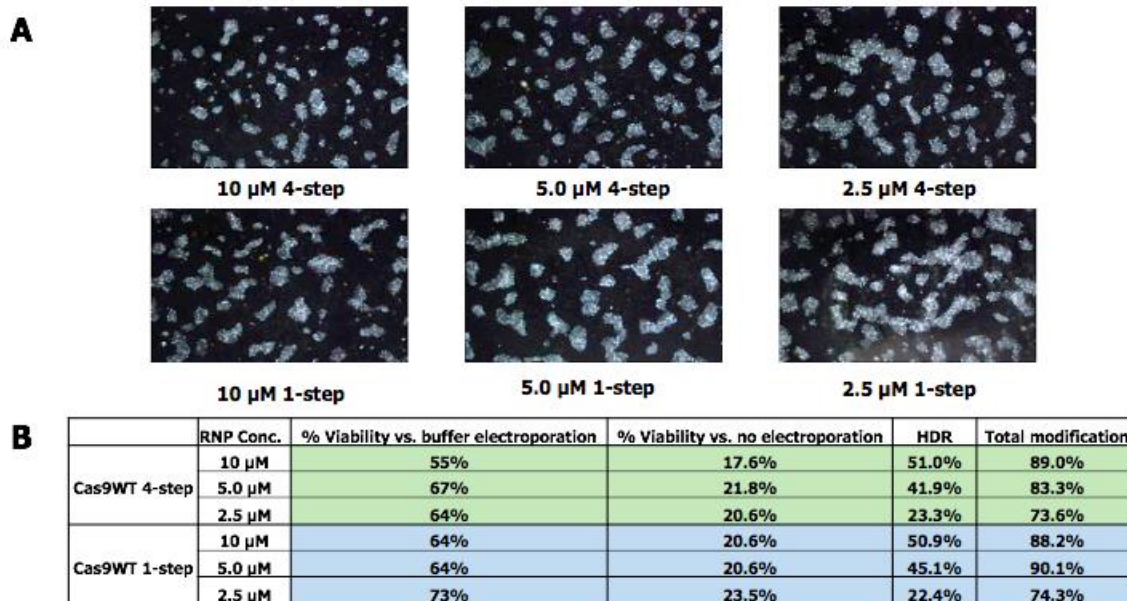 A
10 µM 4-step 5.0 µM 4-step 2.5 µM 4-step
10 µM 1-step 5.0 µM 1-step 2.5 µM 1-step
B
RNP Conc. % Viability vs. buffer electroporation % Viability vs. no electroporation HDR Total modification
Cas9WT 4-step
10 µM 55% 17.6% 51.0% 89.0%
5.0 µM 67% 21.8% 41.9% 83.3%
2.5 µM 64% 20.6% 23.3% 73.6%
Cas9WT 1-step
10 µM 64% 20.6% 50.9% 88.2%
5.0 µM 64% 20.6% 45.1% 90.1%
2.5 µM 73% 23.5% 22.4% 74.3%